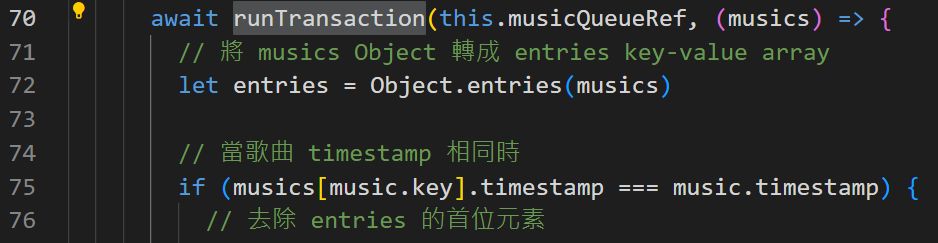 70 await runTransaction(this.musicQueueRef, (musics) => {
71 // 將 musics Object 轉成 entries key-value array
72 let entries = Object.entries(musics)
73
74 // 當歌曲 timestamp 相同時
75 if (musics[music.key].timestamp === music.timestamp) {
76 // 去除 entries 的首位元素